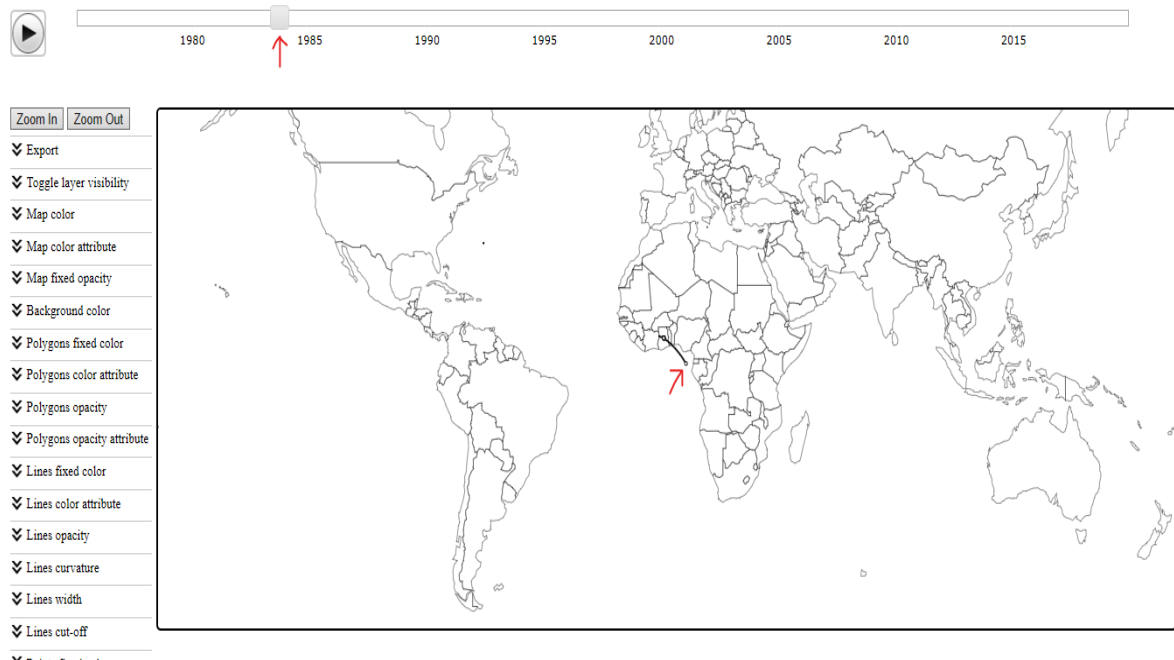 1980 1985 1990 1995 2000 2005 2010 2015
Zoom In Zoom Out
Export
Toggle layer visibility
Map color
Map color attribute
Map fixed opacity
Background color
Polygons fixed color
Polygons color attribute
Polygons opacity
Polygons opacity attribute
Lines fixed color
Lines color attribute
Lines opacity
Lines curvature
Lines width
Lines cut-off